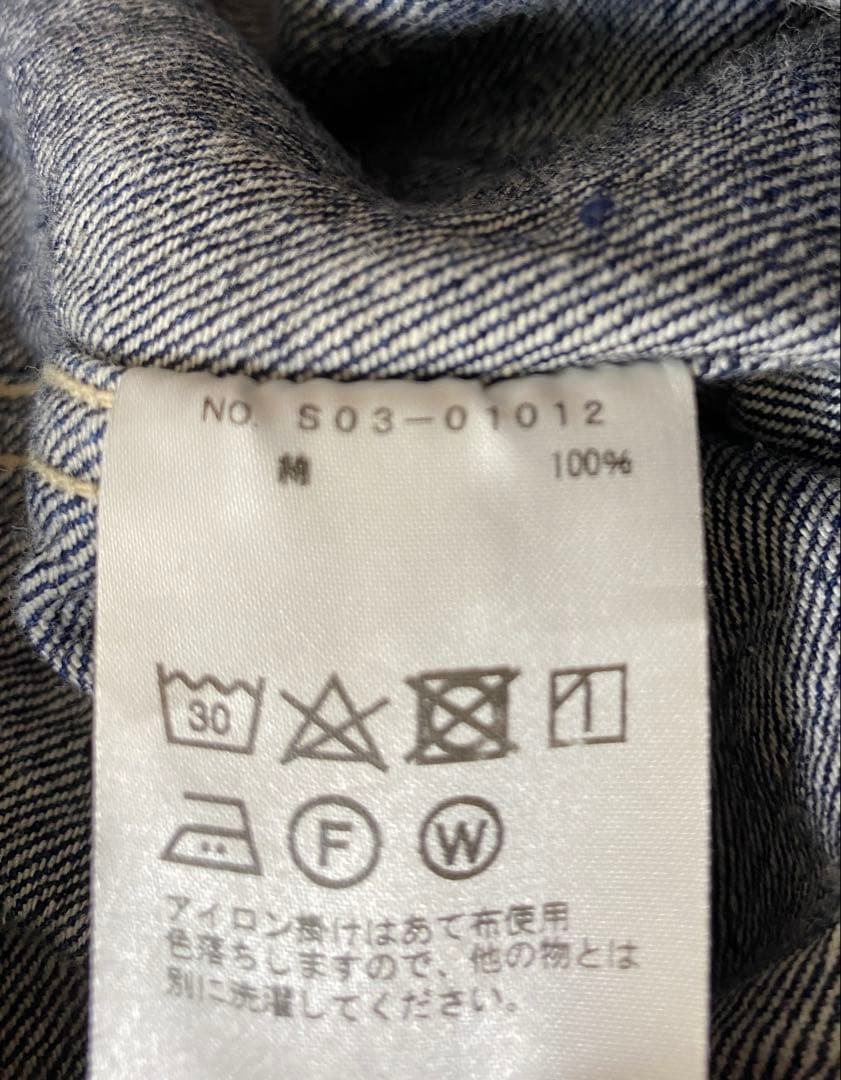 NO. S03-01012
綿 100%
30
F W
アイロン掛けはあて布使用
色落ちしますので、他の物とは
別に洗濯してください。